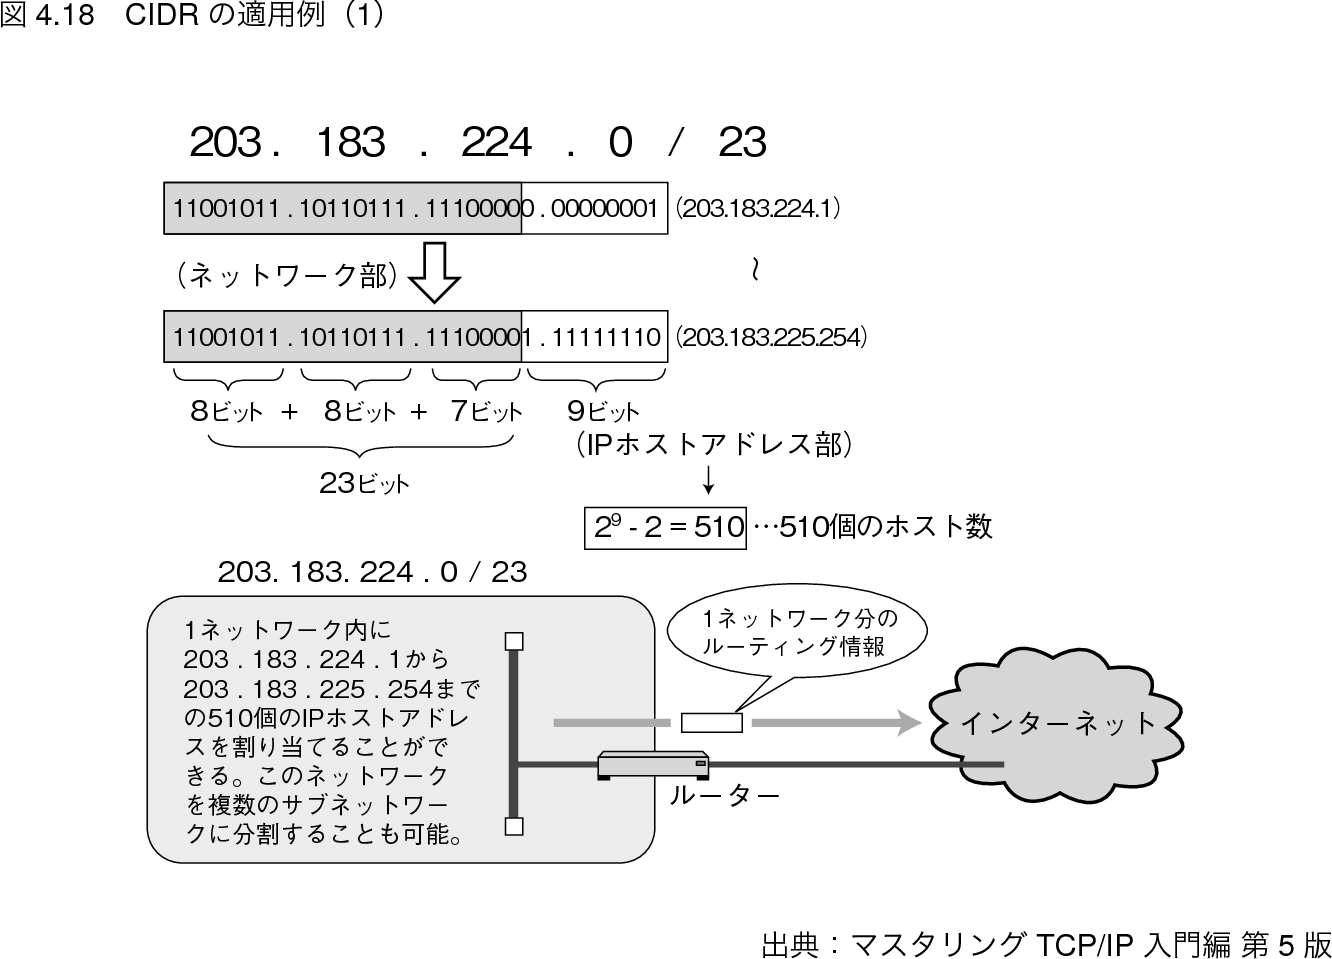 図 4.18　CIDR の適用例（1）
203 . 183 . 224 . 0 / 23
11001011 . 10110111 . 11100000 . 00000001 （203.183.224.1）
（ネットワーク部） ～
11001011 . 10110111 . 11100001 . 11111110 （203.183.225.254）
8ビット + 8ビット + 7ビット 9ビット
（IPホストアドレス部）
23ビット
2⁹ - 2 = 510 …510個のホスト数
203. 183. 224 . 0 / 23
1ネットワーク内に
203 . 183 . 224 . 1から
203 . 183 . 225 . 254まで
の510個のIPホストアドレ
スを割り当てることがで
きる。このネットワーク
を複数のサブネットワー
クに分割することも可能。
1ネットワーク分の
ルーティング情報
インターネット
ルーター
出典：マスタリング TCP/IP 入門編 第 5 版